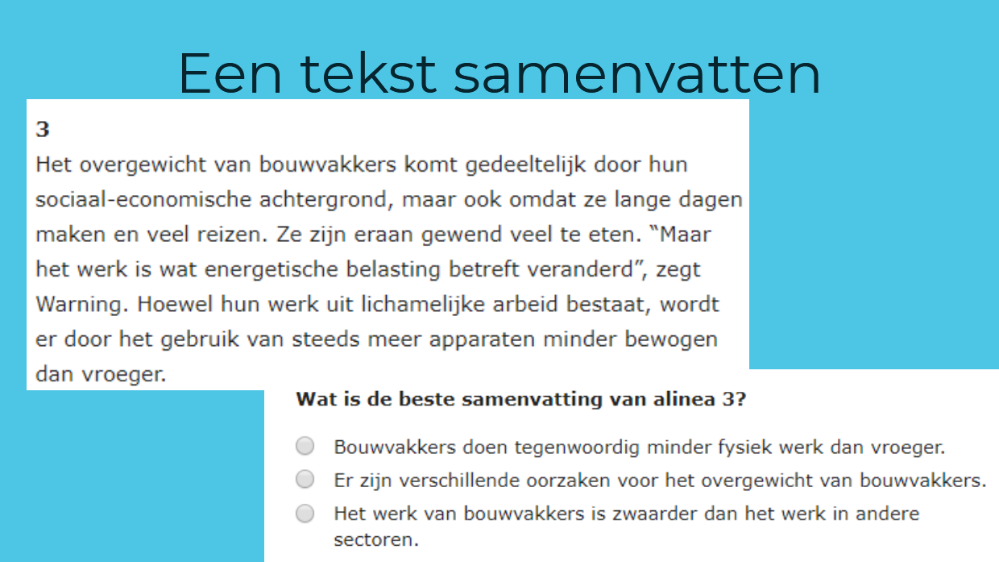 Een tekst samenvatten
3
Het overgewicht van bouwvakkers komt gedeeltelijk door hun
sociaal-economische achtergrond, maar ook omdat ze lange dagen
maken en veel reizen. Ze zijn eraan gewend veel te eten. “Maar
het werk is wat energetische belasting betreft veranderd”, zegt
Warning. Hoewel hun werk uit lichamelijke arbeid bestaat, wordt
er door het gebruik van steeds meer apparaten minder bewogen
dan vroeger.
Wat is de beste samenvatting van alinea 3?
Bouwvakkers doen tegenwoordig minder fysiek werk dan vroeger.
Er zijn verschillende oorzaken voor het overgewicht van bouwvakkers.
Het werk van bouwvakkers is zwaarder dan het werk in andere
sectoren.